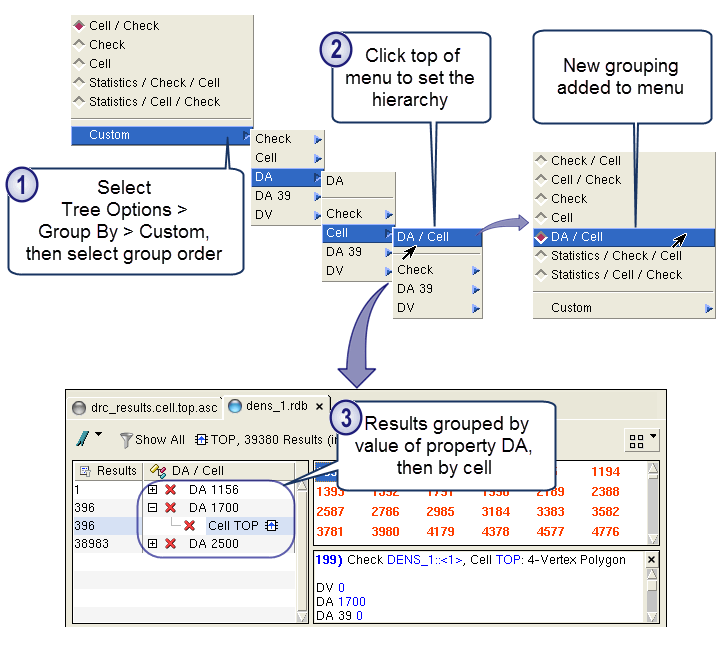 Cell / Check
Check
Cell
Statistics / Check / Cell
Statistics / Cell / Check
Custom
1
Select
Tree Options >
Group By > Custom,
then select group order
Check
Cell
DA
DA 39
DV
DA
Check
Cell
DA 39
DV
2
Click top of
menu to set the
hierarchy
DA / Cell
Check
DA 39
DV
New grouping
added to menu
Check / Cell
Cell / Check
Check
Cell
DA / Cell
Statistics / Check / Cell
Statistics / Cell / Check
Custom
drc_results.cell.top.asc
dens_1.rdb ×
3
Results grouped by
value of property DA,
then by cell
Show All TOP, 39380 Results
Results DA / Cell
1 DA 1156
396 DA 1700
396 Cell TOP
38983 DA 2500
1194
2388
2587 2786 2985 3184 3383 3582
3781 3980 4179 4378 4577 4776
199) Check DENS_1::<1>, Cell TOP: 4-Vertex Polygon
DV 0
DA 1700
DA 39 0